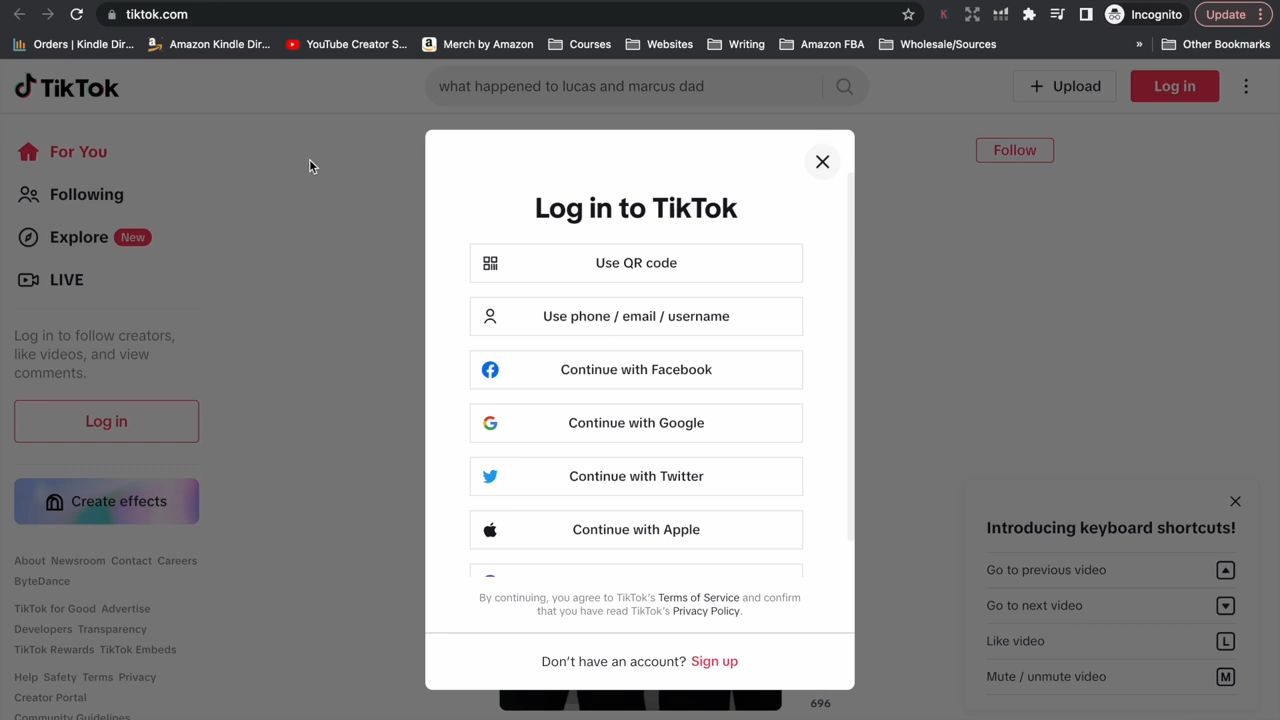 tiktok.com
Incognito
Update
Orders | Kindle Dir...
Amazon Kindle Dir...
YouTube Creator S...
Merch by Amazon
Courses
Websites
Writing
Amazon FBA
Wholesale/Sources
»
Other Bookmarks
TikTok
what happened to lucas and marcus dad
+ Upload
Log in
For You
Following
Explore New
LIVE
Log in to follow creators,
like videos, and view
comments.
Log in
Create effects
About Newsroom Contact Careers
ByteDance
TikTok for Good Advertise
Developers Transparency
TikTok Rewards TikTok Embeds
Help Safety Terms Privacy
Creator Portal
Community Guidelines
Log in to TikTok
Use QR code
Use phone / email / username
Continue with Facebook
Continue with Google
Continue with Twitter
Continue with Apple
By continuing, you agree to TikTok's Terms of Service and confirm
that you have read TikTok's Privacy Policy.
Don't have an account? Sign up
Follow
Introducing keyboard shortcuts!
Go to previous video
Go to next video
Like video L
Mute / unmute video M
696